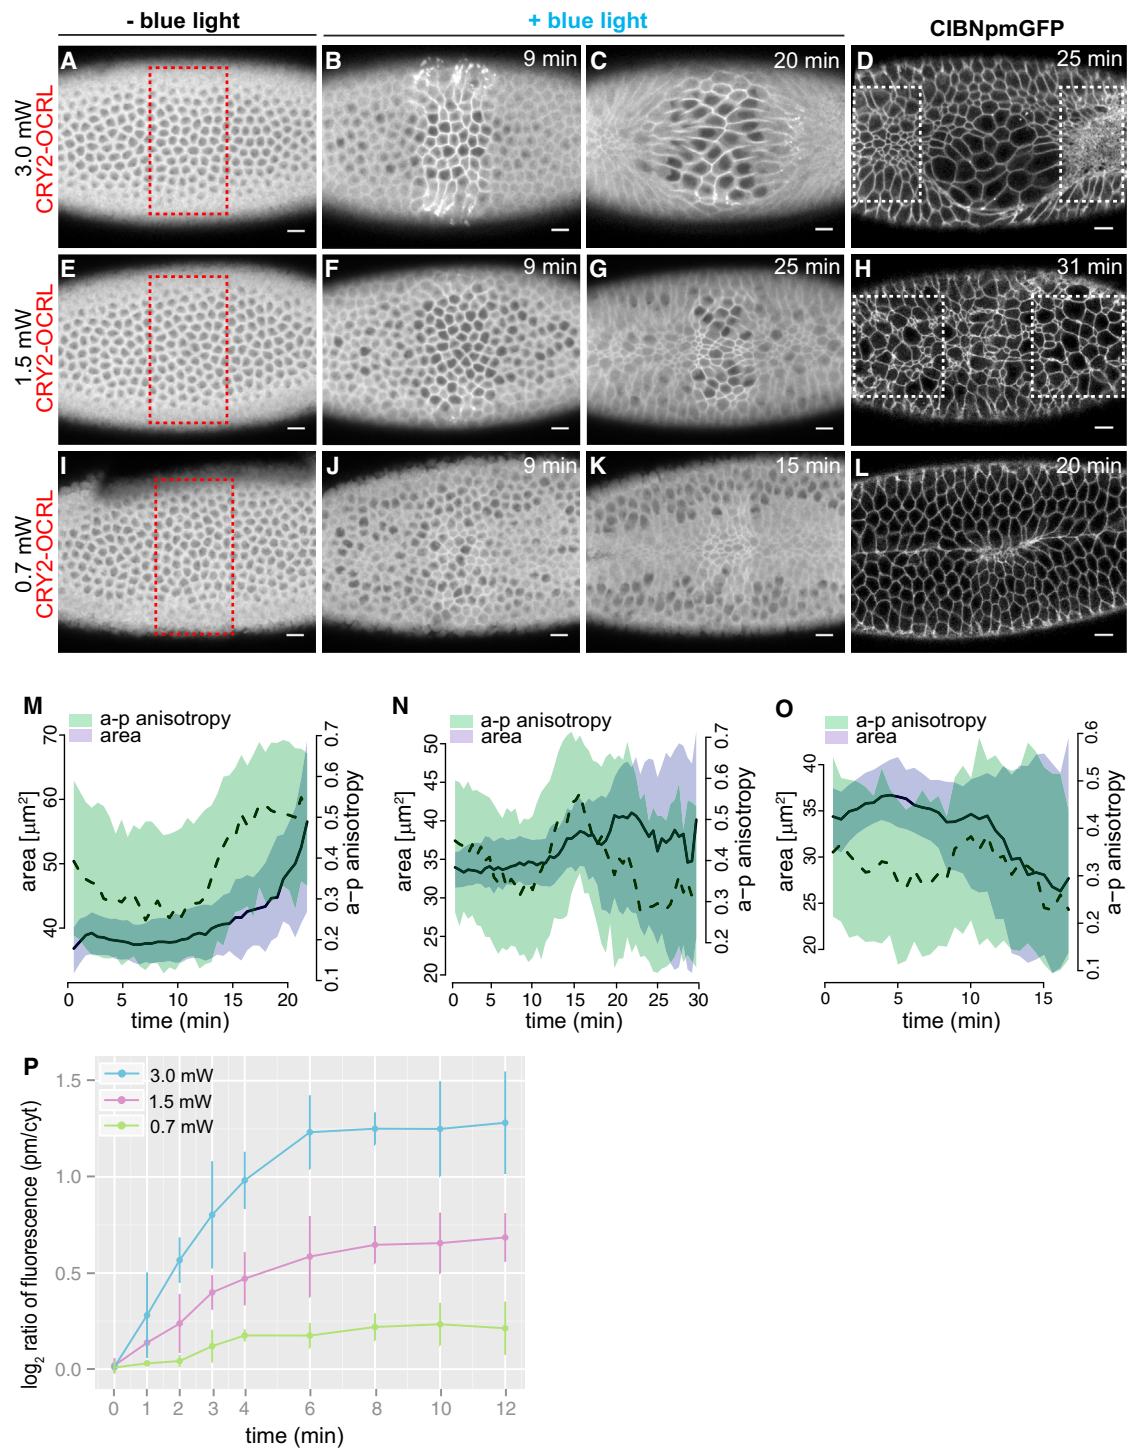 - blue light
+ blue light
CIBNpmGFP
3.0 mW
CRY2-OCRL
A
B
9 min
C
20 min
D
25 min
1.5 mW
CRY2-OCRL
E
F
9 min
G
25 min
H
31 min
0.7 mW
CRY2-OCRL
I
J
9 min
K
15 min
L
20 min
M
a-p anisotropy
area
area [µm²]
70
60
50
40
0.7
0.6
0.5
0.4
0.3
0.2
0.1
a-p anisotropy
0 5 10 15 20
time (min)
N
a-p anisotropy
area
area [µm²]
50
45
40
35
30
25
20
0.7
0.6
0.5
0.4
0.3
0.2
a-p anisotropy
0 5 10 15 20 25 30
time (min)
O
a-p anisotropy
area
area [µm²]
40
35
30
25
20
0.6
0.5
0.4
0.3
0.2
0.1
a-p anisotropy
0 5 10 15
time (min)
P
3.0 mW
1.5 mW
0.7 mW
log₂ ratio of fluorescence (pm/cyt)
1.5
1.0
0.5
0.0
0 1 2 3 4 6 8 10 12
time (min)